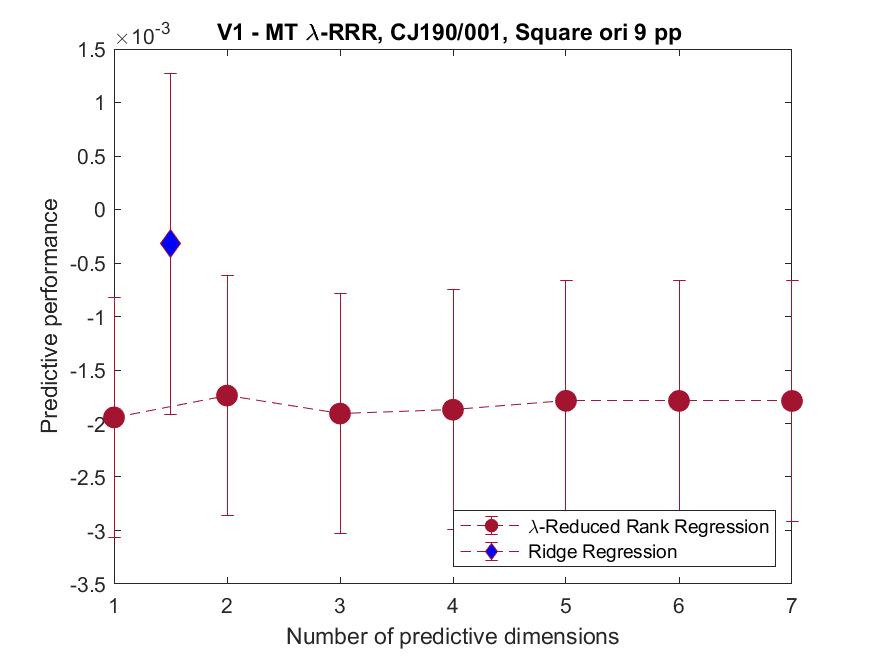 V1 - MT λ-RRR, CJ190/001, Square ori 9 pp
×10⁻³
1.5
1
0.5
0
-0.5
-1
-1.5
-2
-2.5
-3
-3.5
Predictive performance
1 2 3 4 5 6 7
Number of predictive dimensions
λ-Reduced Rank Regression
Ridge Regression